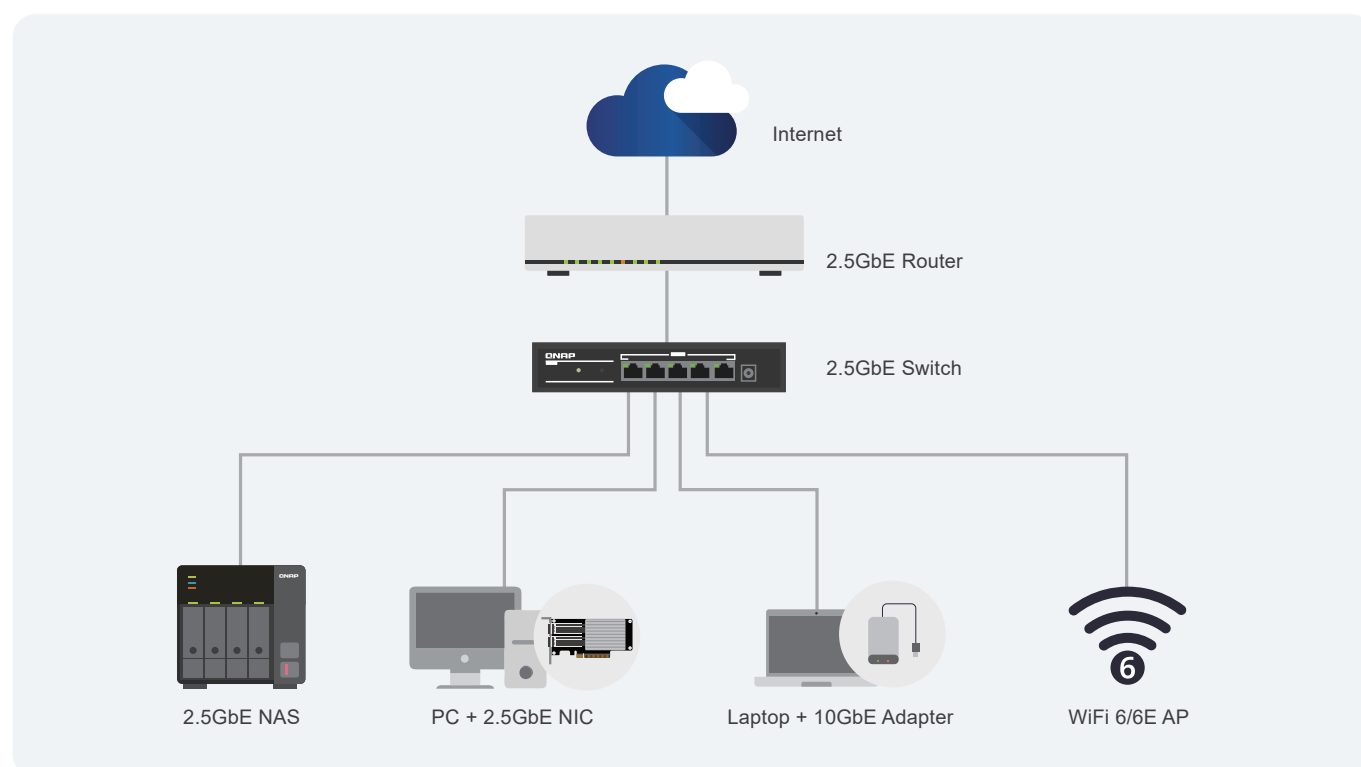 Internet
2.5GbE Router
QNAP
2.5GbE Switch
QNAP
6
2.5GbE NAS
PC + 2.5GbE NIC
Laptop + 10GbE Adapter
WiFi 6/6E AP